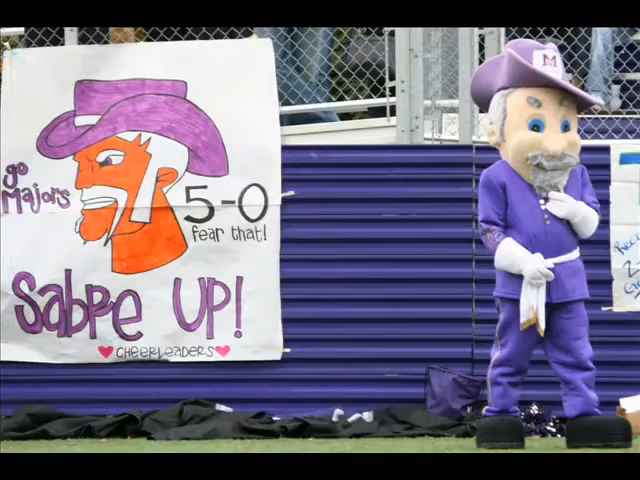 go
Majors
5-0
fear that!
Sabre Up!
CHEERLEADERS
M